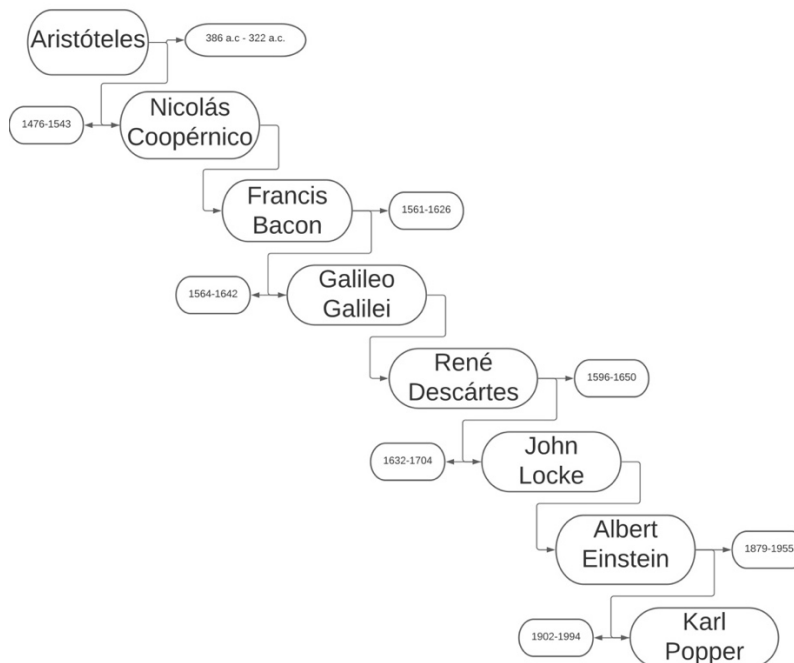 Aristóteles
386 a.c - 322 a.c.
1476-1543
Nicolás
Coopérnico
Francis
Bacon
1561-1626
1564-1642
Galileo
Galilei
René
Descártes
1596-1650
1632-1704
John
Locke
Albert
Einstein
1879-1955
1902-1994
Karl
Popper